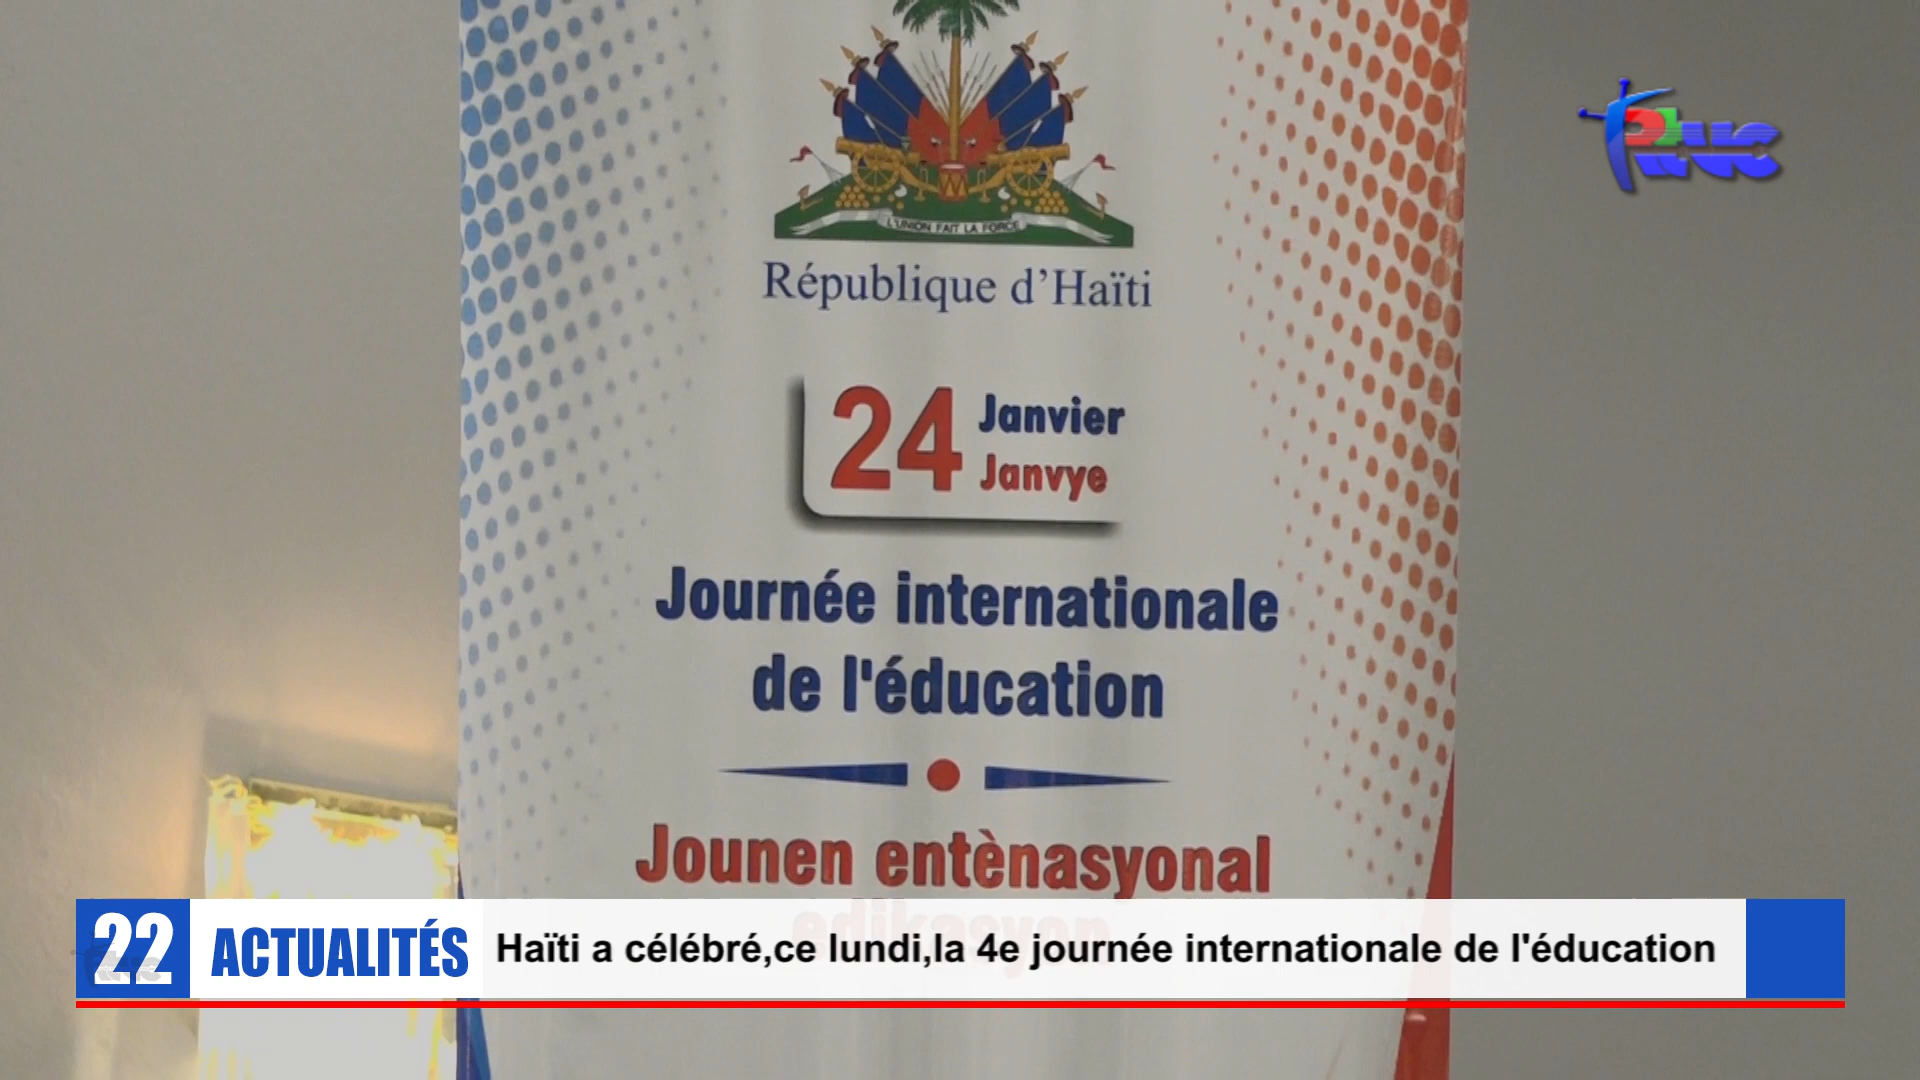 L'UNION FAIT LA FORCE
République d'Haïti
24 Janvier
Janvye
Journée internationale
de l'éducation
Jounen entènasyonal
edikasyon
22 ACTUALITÉS Haïti a célébré,ce lundi,la 4e journée internationale de l'éducation